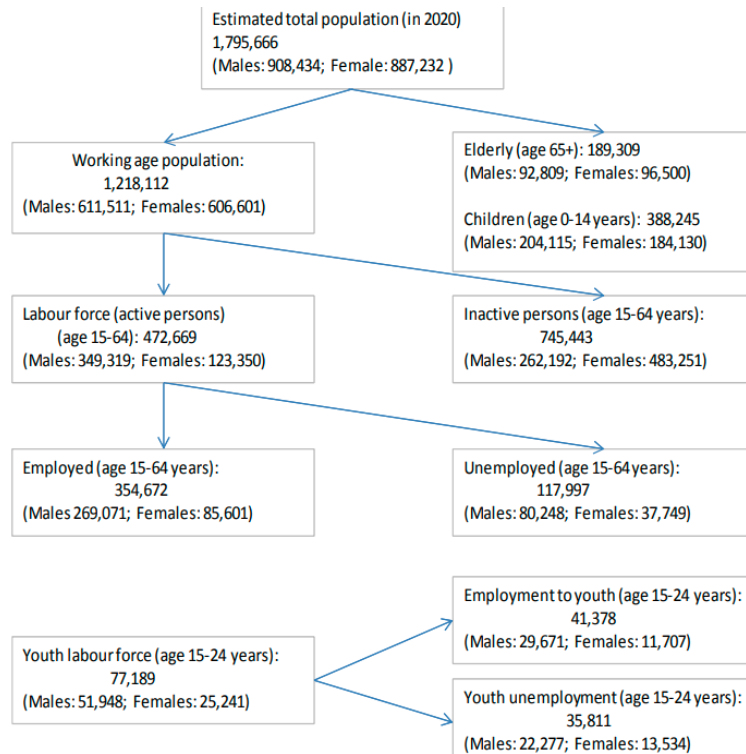 Estimated total population (in 2020)
1,795,666
(Males: 908,434; Female: 887,232 )
Working age population:
1,218,112
(Males: 611,511; Females: 606,601)
Elderly (age 65+): 189,309
(Males: 92,809; Females: 96,500)
Children (age 0-14 years): 388,245
(Males: 204,115; Females: 184,130)
Labour force (active persons)
(age 15-64): 472,669
(Males: 349,319; Females: 123,350)
Inactive persons (age 15-64 years):
745,443
(Males: 262,192; Females: 483,251)
Employed (age 15-64 years):
354,672
(Males 269,071; Females: 85,601)
Unemployed (age 15-64 years):
117,997
(Males: 80,248; Females: 37,749)
Youth labour force (age 15-24 years):
77,189
(Males: 51,948; Females: 25,241)
Employment to youth (age 15-24 years):
41,378
(Males: 29,671; Females: 11,707)
Youth unemployment (age 15-24 years):
35,811
(Males: 22,277; Females: 13,534)